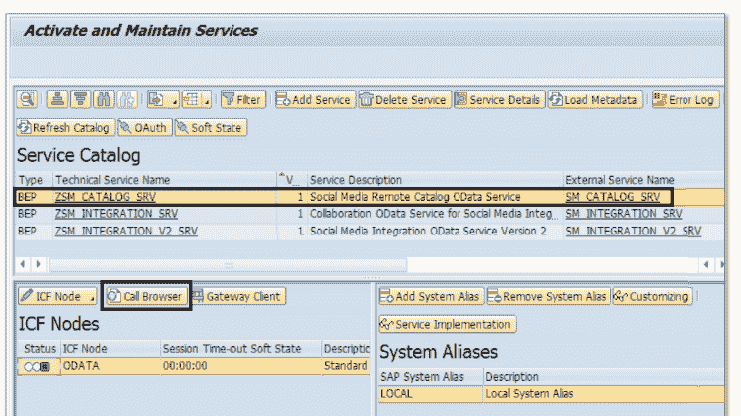 Activate and Maintain Services
Filter Add Service Delete Service Service Details Load Metadata Error Log
Refresh Catalog OAuth Soft State
Service Catalog
Type Technical Service Name V... Service Description External Service Name
BEP ZSM_CATALOG_SRV 1 Social Media Remote Catalog OData Service SM_CATALOG_SRV
BEP ZSM_INTEGRATION_SRV 1 Collaboration OData Service for Social Media Integ... SM_INTEGRATION_SRV
BEP ZSM_INTEGRATION_V2_SRV 1 Social Media Integration OData Service Version 2 SM_INTEGRATION_V2_SRV
ICF Node Call Browser Gateway Client
ICF Nodes
Status ICF Node Session Time-out Soft State Descriptic
ODATA 00:00:00 Standard
Add System Alias Remove System Alias Customizing
Service Implementation
System Aliases
SAP System Alias Description
LOCAL Local System Alias